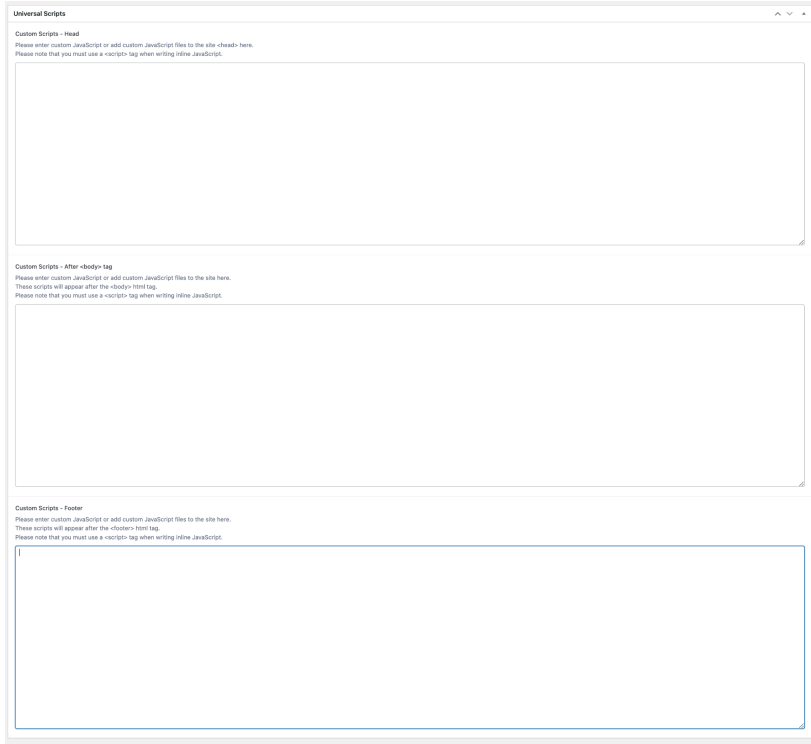 Universal Scripts
Custom Scripts - Head
Please enter custom JavaScript or add custom JavaScript files to the site <head> here.
Please note that you must use a <script> tag when writing inline JavaScript.
Custom Scripts - After <body> tag
Please enter custom JavaScript or add custom JavaScript files to the site here.
These scripts will appear after the <body> html tag.
Please note that you must use a <script> tag when writing inline JavaScript.
Custom Scripts - Footer
Please enter custom JavaScript or add custom JavaScript files to the site here.
These scripts will appear after the <footer> html tag.
Please note that you must use a <script> tag when writing inline JavaScript.